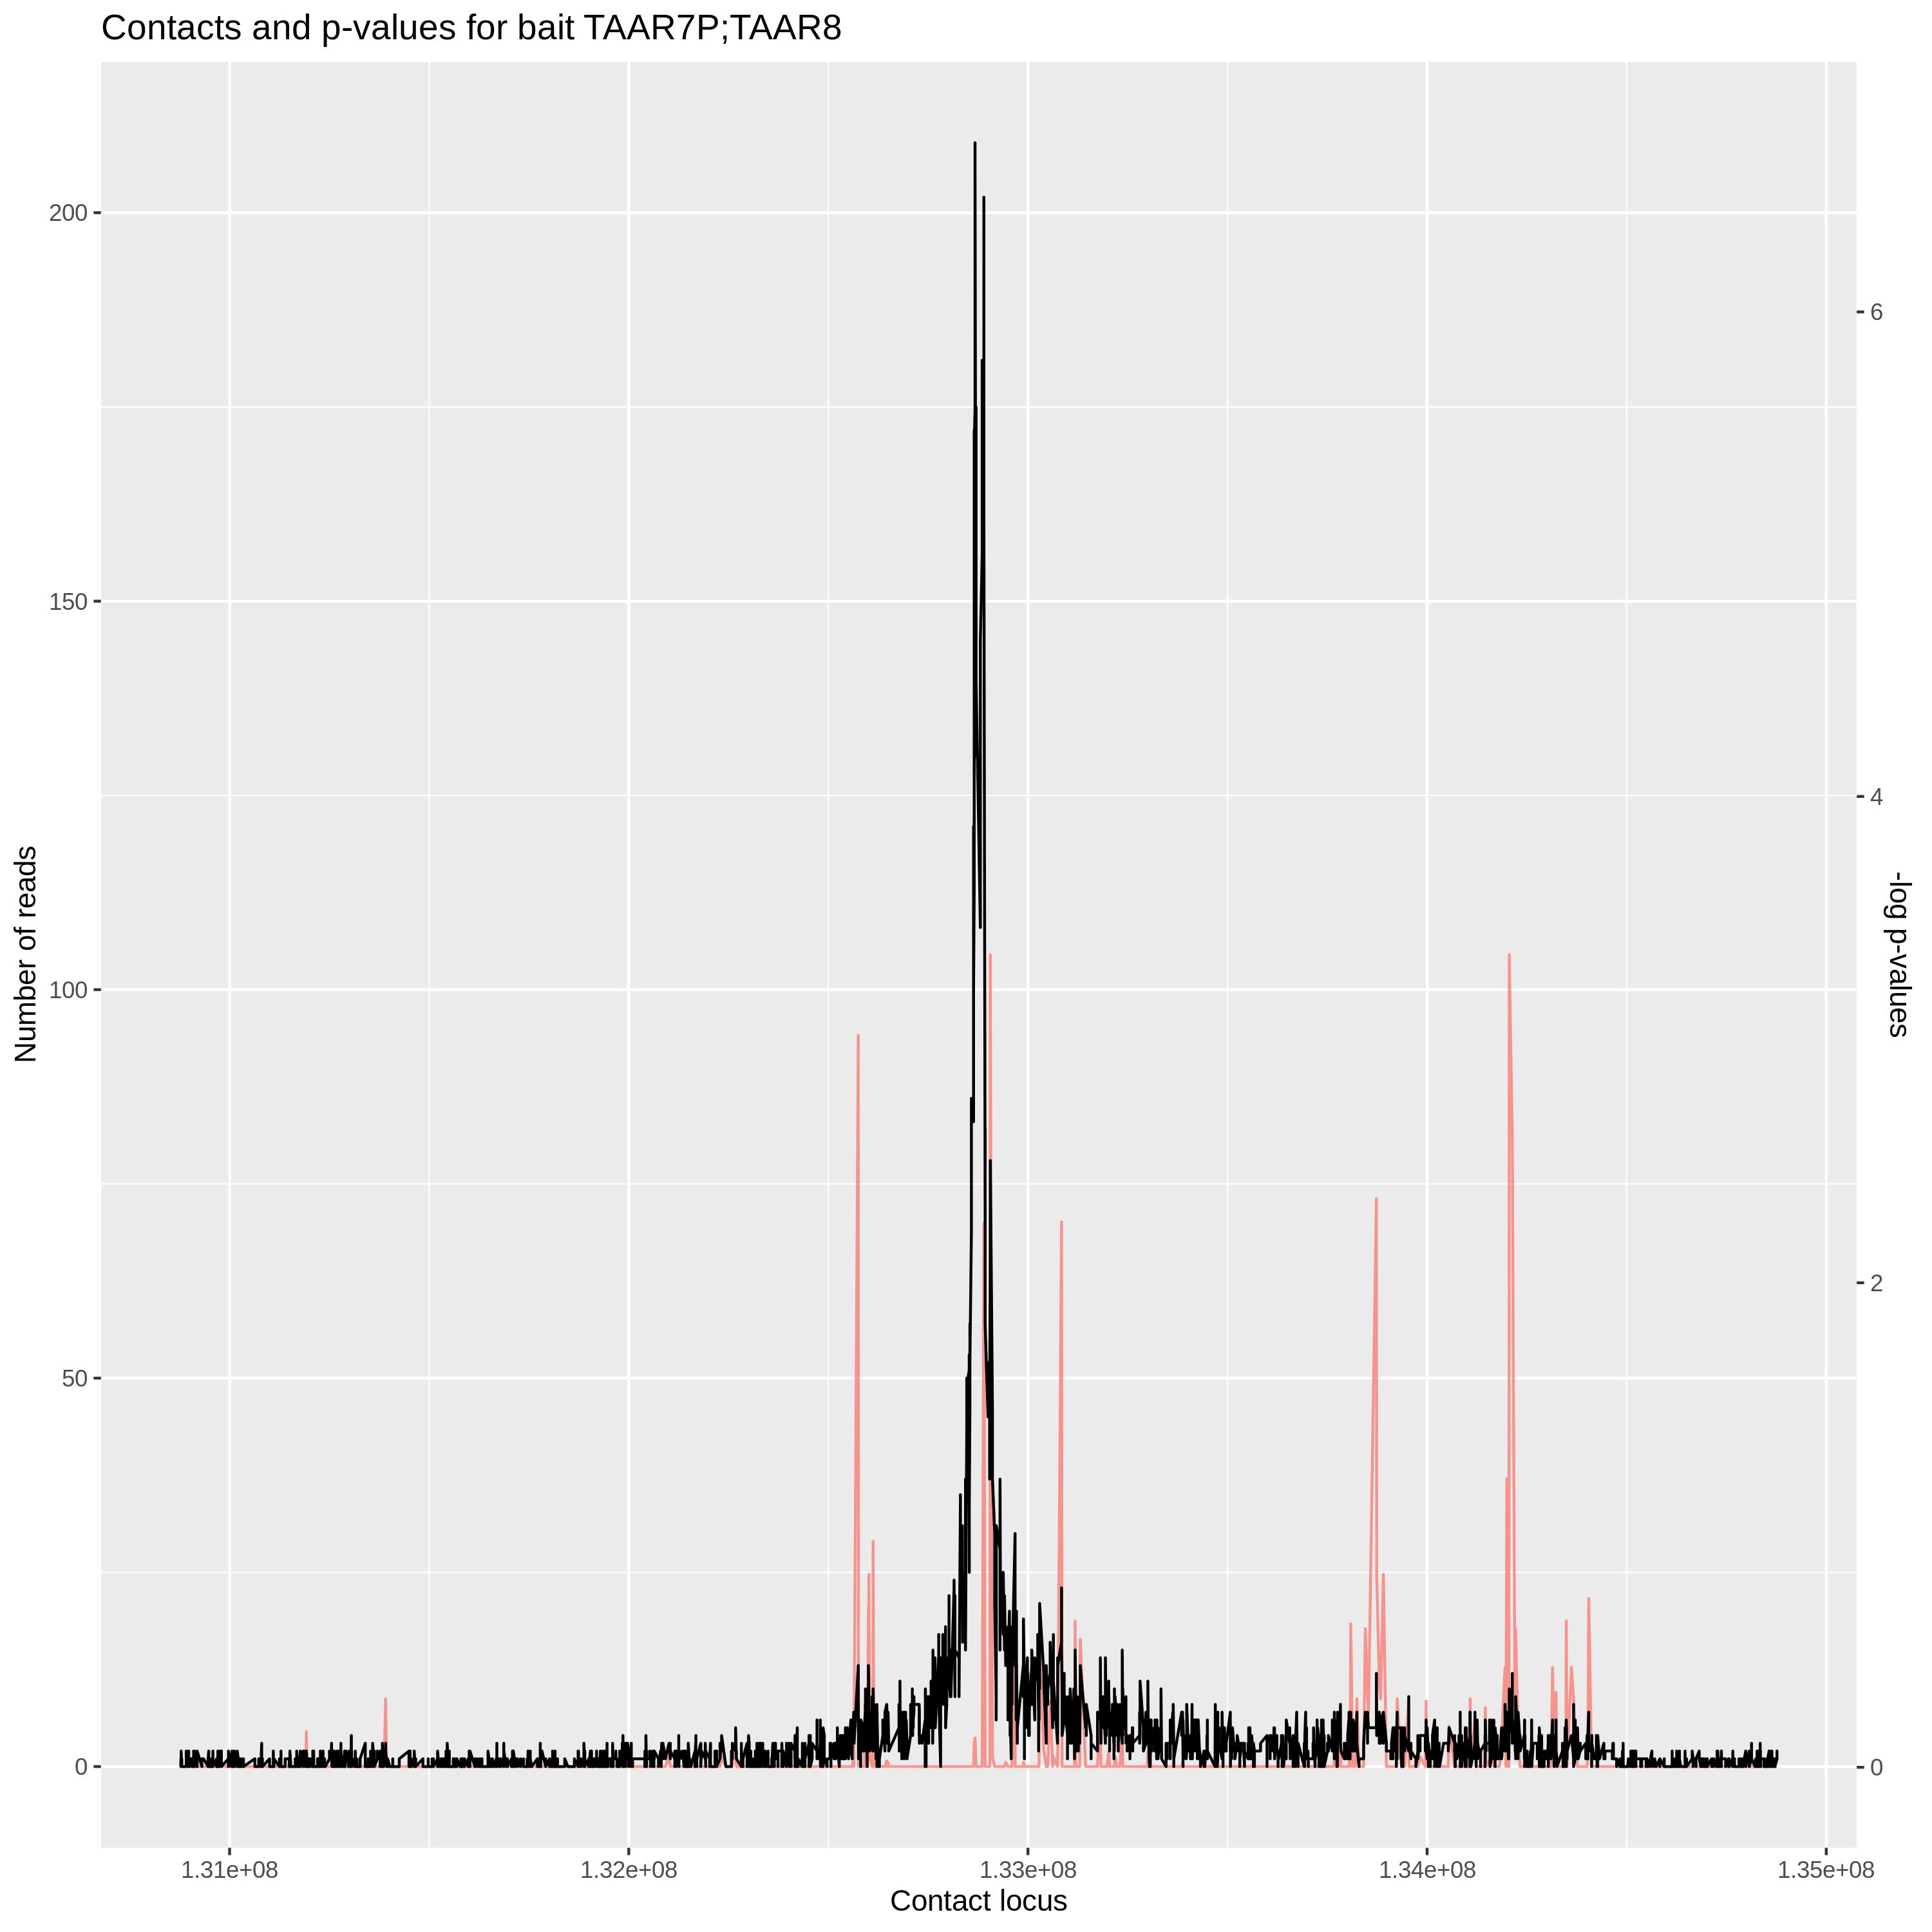 Contacts and p-values for bait TAAR7P;TAAR8
Number of reads
200
150
100
50
0
6
4
2
0
-log p-values
1.31e+08
1.32e+08
1.33e+08
1.34e+08
1.35e+08
Contact locus